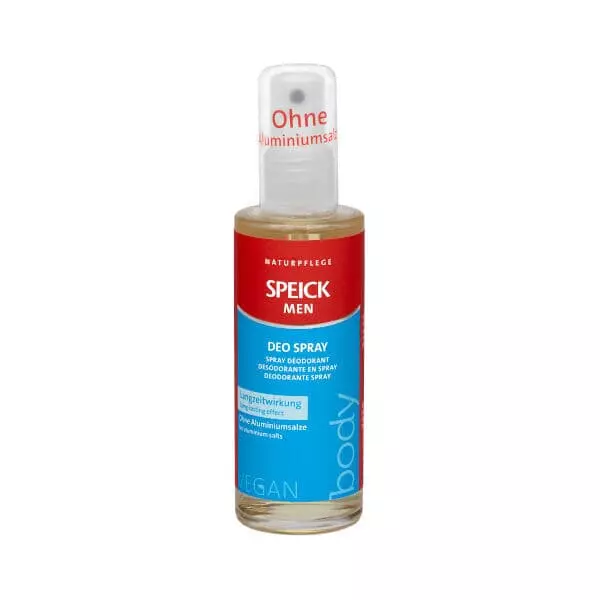 Ohne
Aluminiumsalze
NATURPFLEGE
SPEICK
MEN
DEO SPRAY
SPRAY DÉODORANT
DESODORANTE EN SPRAY
DEODORANTE SPRAY
Langzeitwirkung
long lasting effect
Ohne Aluminiumsalze
no aluminium salts
body
VEGAN